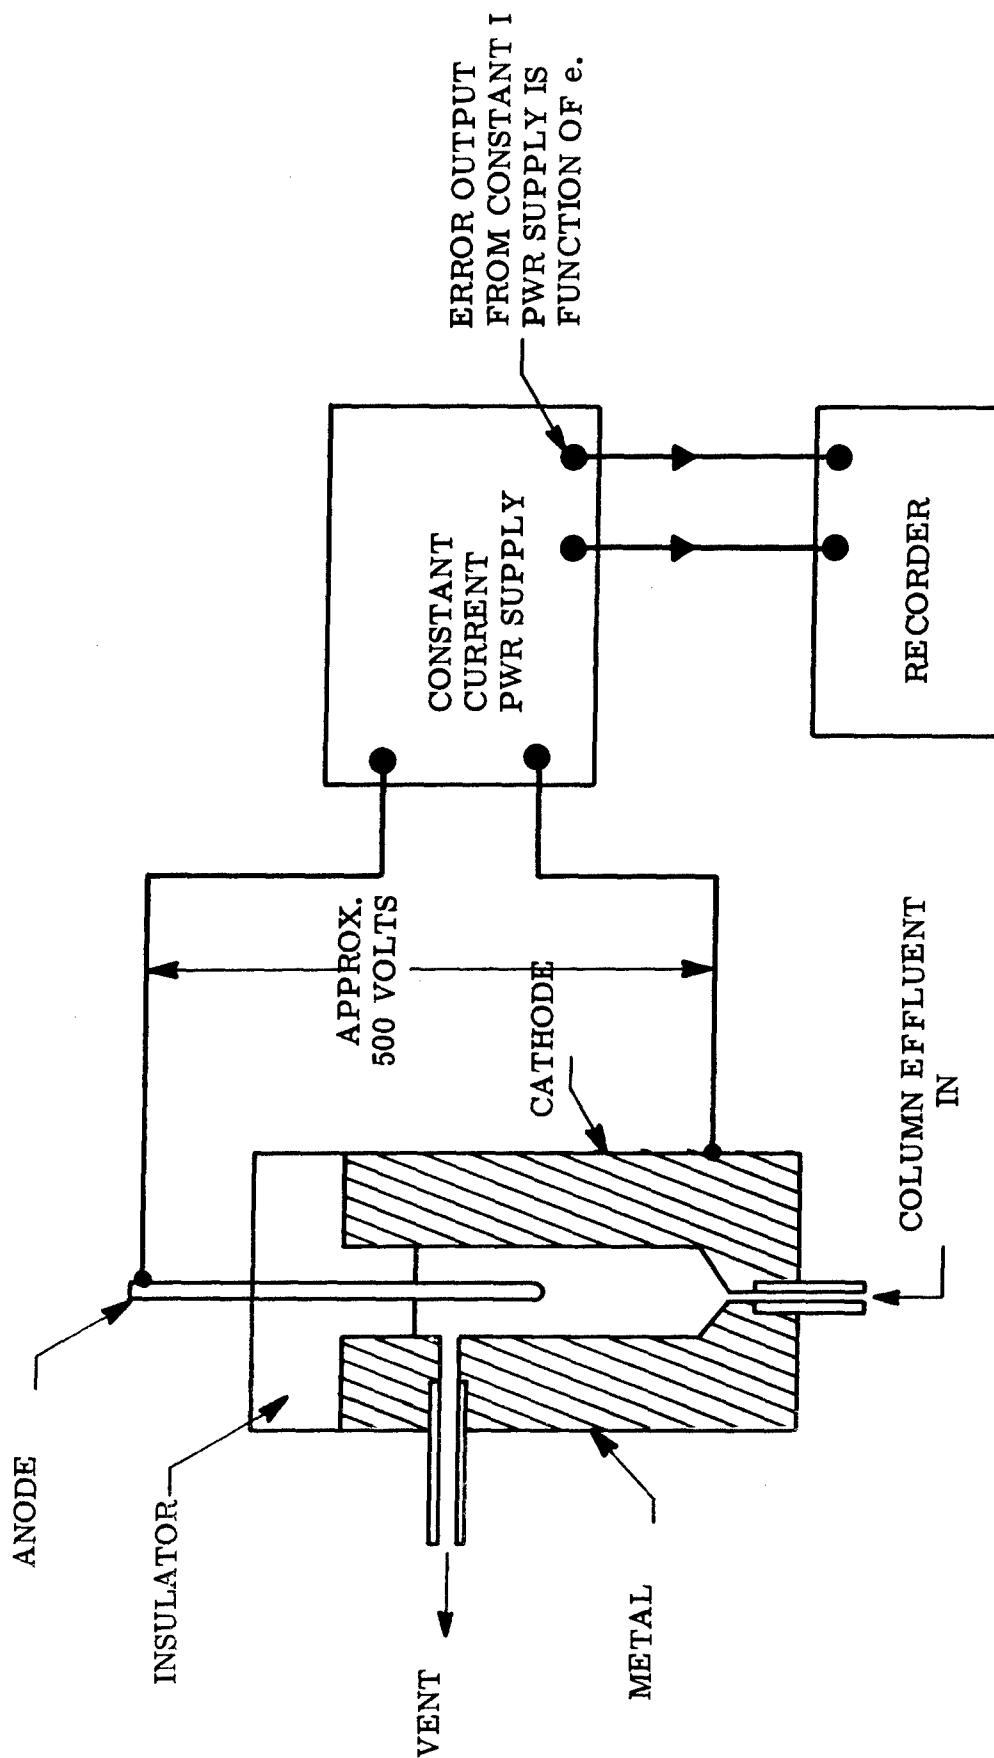 ANODE
INSULATOR
VENT
METAL
CATHODE
COLUMN EFFLUENT
IN
APPROX.
500 VOLTS
CONSTANT
CURRENT
PWR SUPPLY
ERROR OUTPUT
FROM CONSTANT I
PWR SUPPLY IS
FUNCTION OF e.
RECORDER